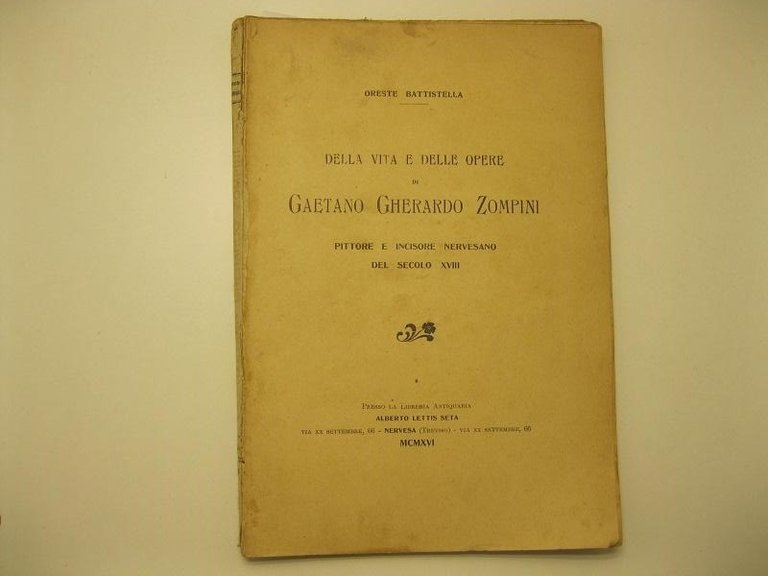 ORESTE BATTISTELLA
DELLA VITA E DELLE OPERE
DI
GAETANO GHERARDO ZOMPINI
PITTORE E INCISORE NERVESANO
DEL SECOLO XVIII
PRESSO LA LIBRERIA ANTIQUARIA
ALBERTO LETTIS SETA
VIA XX SETTEMBRE, 66 - NERVESA (TREVISO) - VIA XX SETTEMBRE, 66
MCMXVI